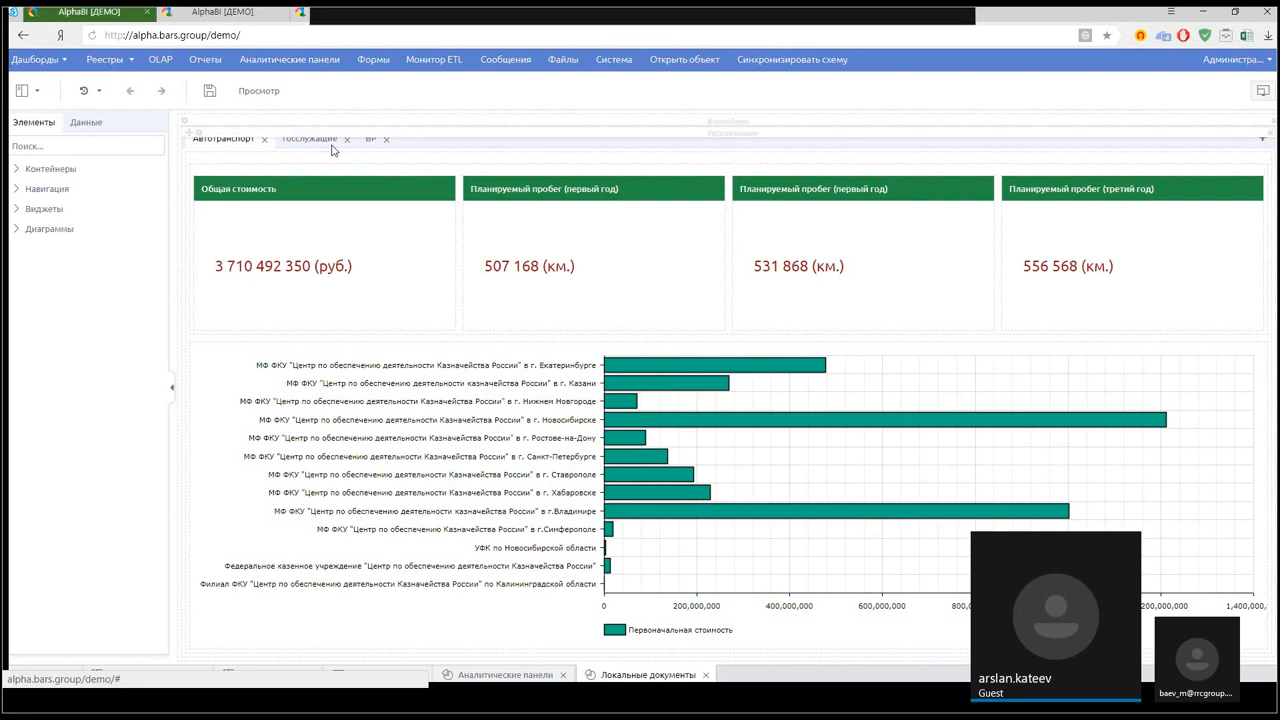 AlphaBI [ДЕМО]
AlphaBI [ДЕМО]
http://alpha.bars.group/demo/
Дашборды Реестры OLAP Отчеты Аналитические панели Формы Монитор ETL Сообщения Файлы Система Открыть объект Синхронизировать схему Администра...
Просмотр
Элементы Данные
Поиск...
Контейнеры
Навигация
Виджеты
Диаграммы
Контейнер
Госслужащие
Автотранспорт Госслужащие БР
Общая стоимость
3 710 492 350 (руб.)
Планируемый пробег (первый год)
507 168 (км.)
Планируемый пробег (первый год)
531 868 (км.)
Планируемый пробег (третий год)
556 568 (км.)
МФ ФКУ "Центр по обеспечению деятельности Казначейства России" в г. Екатеринбурге
МФ ФКУ "Центр по обеспечению деятельности казначейства России" в г. Казани
МФ ФКУ "Центр по обеспечению деятельности Казначейства России" в г. Нижнем Новгороде
МФ ФКУ "Центр по обеспечению деятельности Казначейства России" в г. Новосибирске
МФ ФКУ "Центр по обеспечению деятельности Казначейства России" в г. Ростове-на-Дону
МФ ФКУ "Центр по обеспечению деятельности Казначейства России" в г. Санкт-Петербурге
МФ ФКУ "Центр по обеспечению деятельности Казначейства России" в г. Ставрополе
МФ ФКУ "Центр по обеспечению деятельности Казначейства России" в г. Хабаровске
МФ ФКУ "Центр по обеспечению деятельности Казначейства России" в г.Владимире
МФ ФКУ "Центр по обеспечению Казначейства России" в г.Симферополе
УФК по Новосибирской области
Федеральное казенное учреждение "Центр по обеспечению деятельности Казначейства России"
Филиал ФКУ "Центр по обеспечению деятельности Казначейства России" по Калининградской области
0 200,000,000 400,000,000 600,000,000 1,400,000,
Первоначальная стоимость
Аналитические панели
Локальные документы
alpha.bars.group/demo/#
arslan.kateev
Guest
baev_m@rrcgroup....